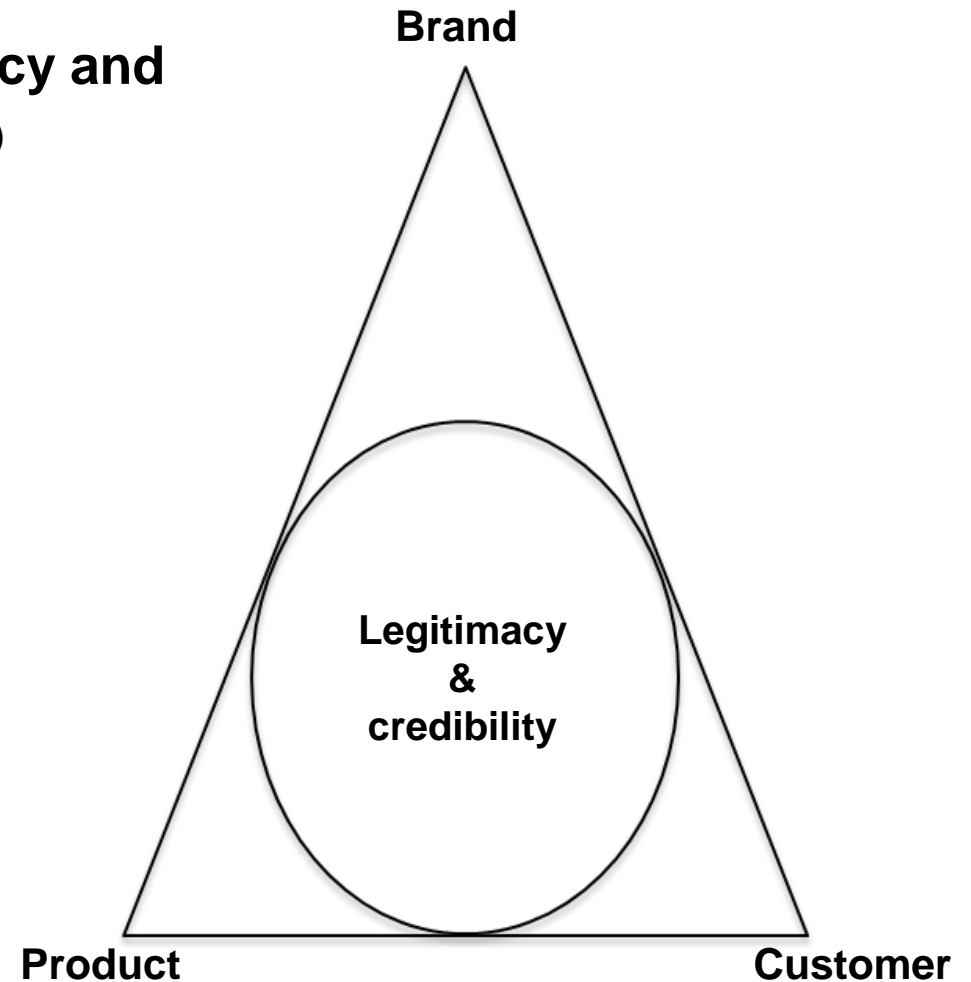 Brand
cy and
)
Legitimacy
&
credibility
Product
Customer